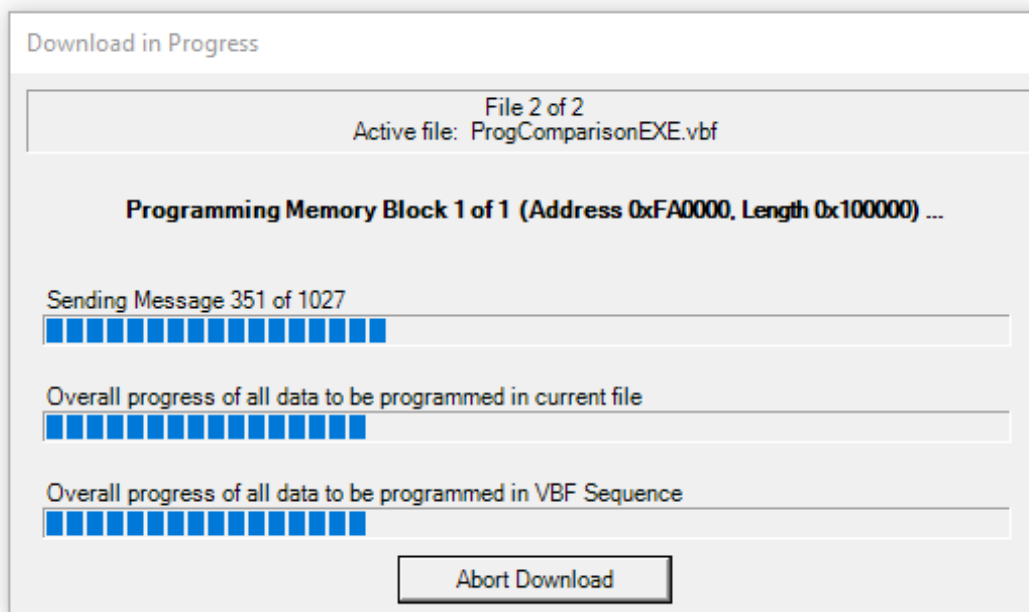 Download in Progress
File 2 of 2
Active file: ProgComparisonEXE.vbf
Programming Memory Block 1 of 1 (Address 0xFA0000, Length 0x100000) ...
Sending Message 351 of 1027
Overall progress of all data to be programmed in current file
Overall progress of all data to be programmed in VBF Sequence
Abort Download